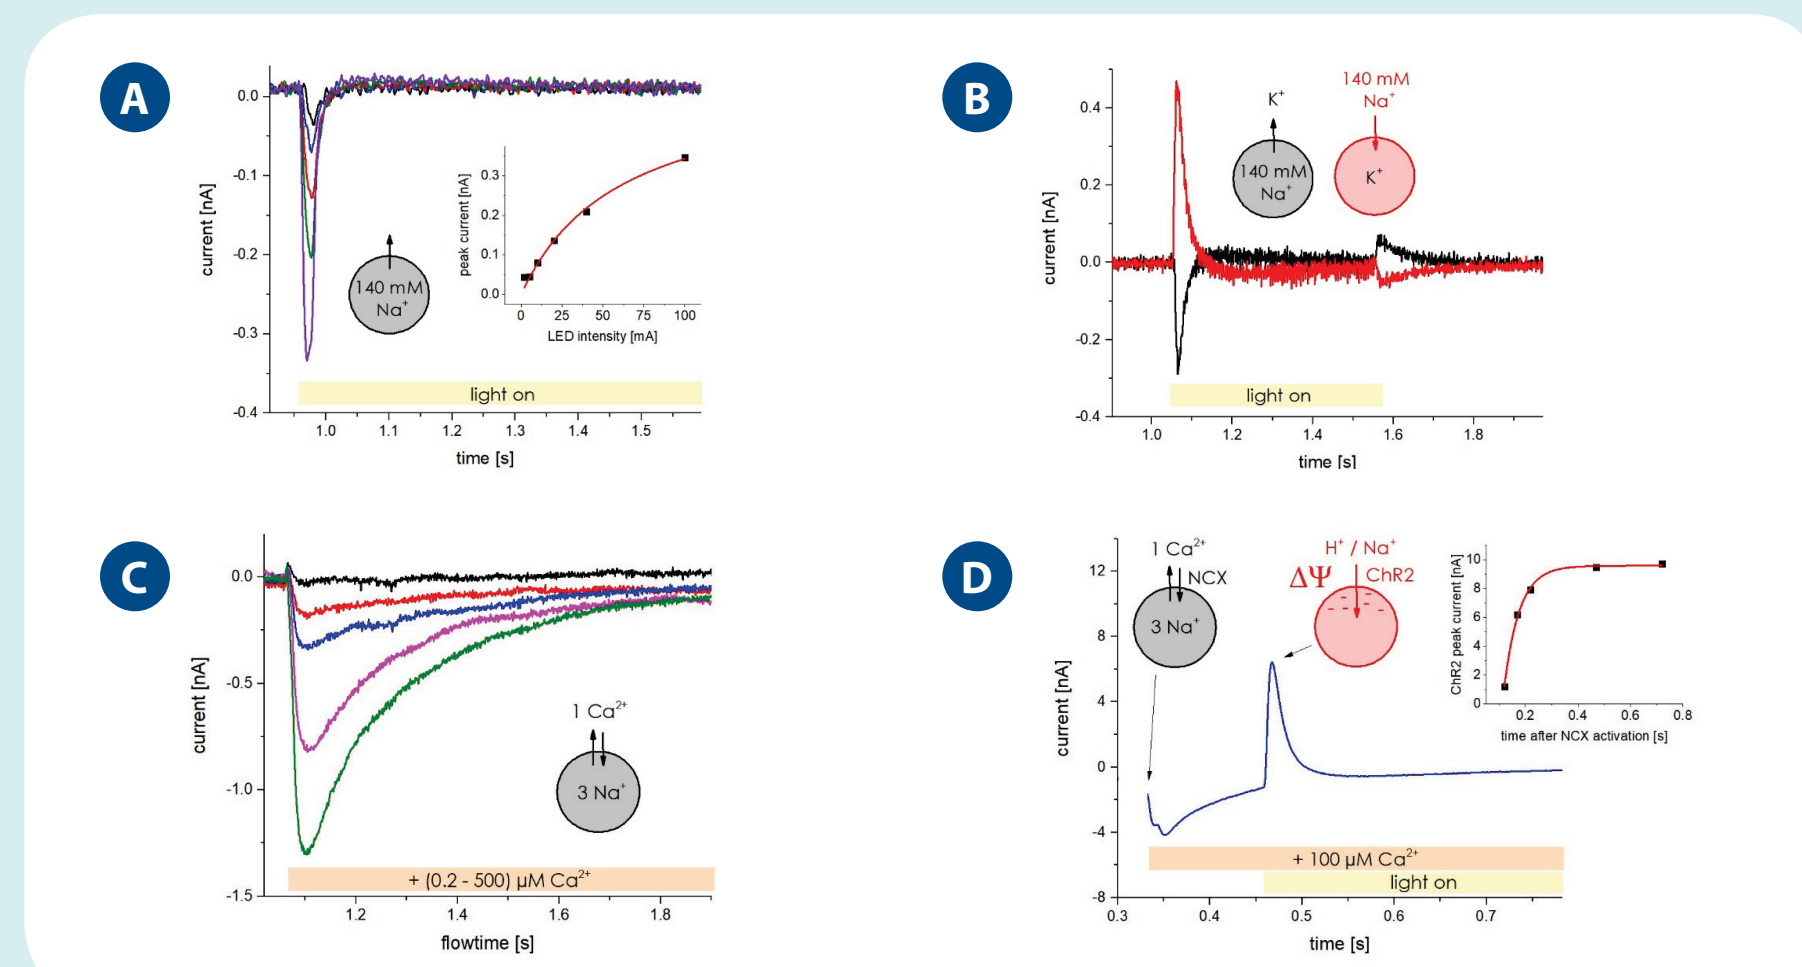 A
0.0
-0.1
-0.2
-0.3
-0.4
current [nA]
1.0 1.1 1.2 1.3 1.4 1.5
time [s]
140 mM
Na⁺
0.3
0.2
0.1
0.0
peak current [nA]
0 25 50 75 100
LED intensity [mA]
light on
B
0.4
0.2
0.0
-0.2
-0.4
current [nA]
1.0 1.2 1.4 1.6 1.8
time [s]
K⁺
140 mM
Na⁺
140 mM
Na⁺
K⁺
light on
C
0.0
-0.5
-1.0
-1.5
current [nA]
1.2 1.4 1.6 1.8
flowtime [s]
1 Ca²⁺
3 Na⁺
+ (0.2 - 500) µM Ca²⁺
D
12
8
4
0
-4
-8
current [nA]
0.3 0.4 0.5 0.6 0.7
time [s]
1 Ca²⁺
NCX
3 Na⁺
H⁺ / Na⁺
ΔΨ
ChR2
10
8
6
4
2
0
ChR2 peak current [nA]
0.2 0.4 0.6 0.8
time after NCX activation [s]
+ 100 µM Ca²⁺
light on